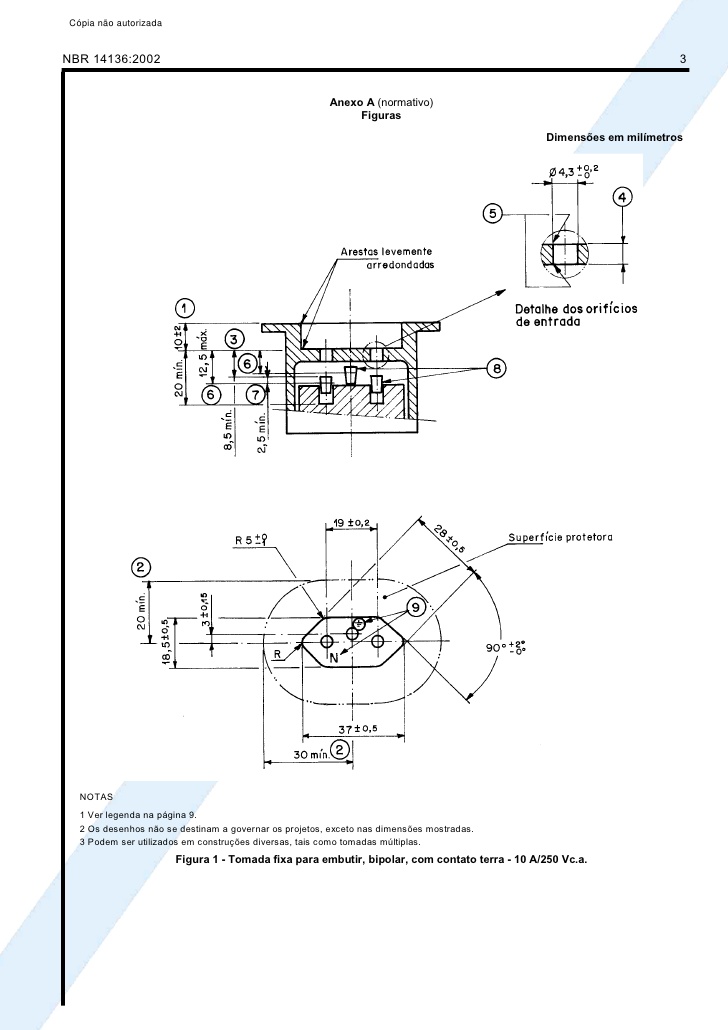 Cópia não autorizada
NBR 14136:2002
3
Anexo A (normativo)
Figuras
Dimensões em milímetros
Ø 4,3 +0,2 -0
4
5
Arestas levemente
arredondadas
Detalhe dos orifícios
de entrada
1
10±2
20 mín.
12,5 máx.
3
6
6
7
8
8,5 mín.
2,5 mín.
19 ±0,2
28 ±0,5
R 5 +0 -1
Superfície protetora
2
20 mín.
18,5 ±0,5
3 ±0,15
9
R
N
90° +2° -0°
37 ±0,5
30 mín. 2
NOTAS
1 Ver legenda na página 9.
2 Os desenhos não se destinam a governar os projetos, exceto nas dimensões mostradas.
3 Podem ser utilizados em construções diversas, tais como tomadas múltiplas.
Figura 1 - Tomada fixa para embutir, bipolar, com contato terra - 10 A/250 Vc.a.